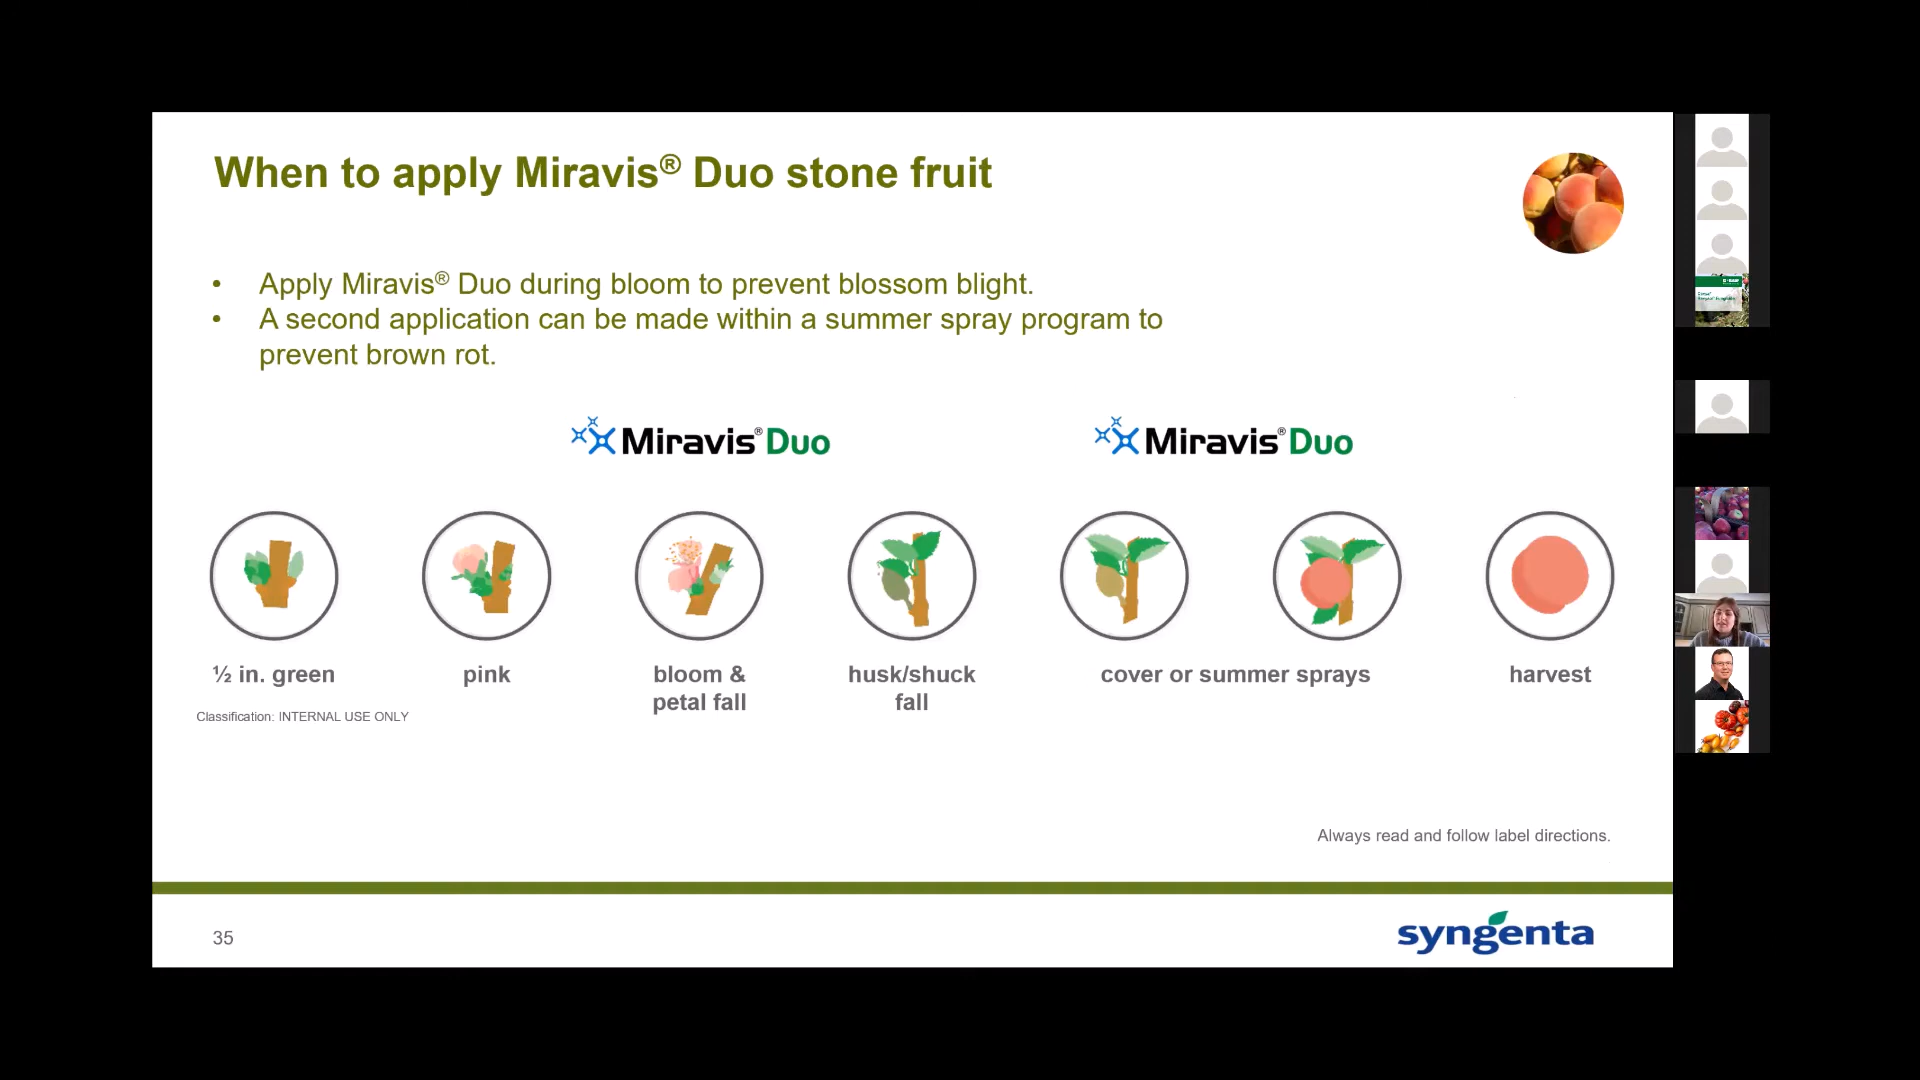 When to apply Miravis® Duo stone fruit
• Apply Miravis® Duo during bloom to prevent blossom blight.
• A second application can be made within a summer spray program to
prevent brown rot.
Miravis® Duo
Miravis® Duo
½ in. green
pink
bloom &
petal fall
husk/shuck
fall
cover or summer sprays
harvest
Classification: INTERNAL USE ONLY
Always read and follow label directions.
35
syngenta